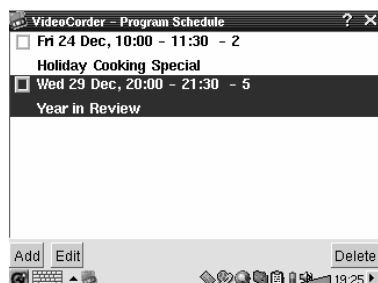 VideoCorder - Program Schedule ? ×
Fri 24 Dec, 10:00 - 11:30 - 2
Holiday Cooking Special
Wed 29 Dec, 20:00 - 21:30 - 5
Year in Review
Add Edit Delete
19:25